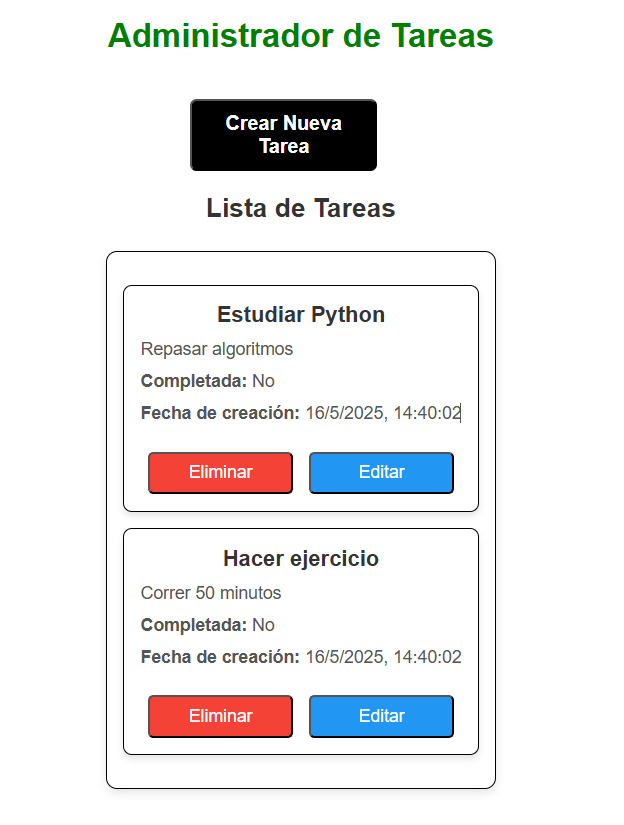 Administrador de Tareas
Crear Nueva
Tarea
Lista de Tareas
Estudiar Python
Repasar algoritmos
Completada: No
Fecha de creación: 16/5/2025, 14:40:02
Eliminar Editar
Hacer ejercicio
Correr 50 minutos
Completada: No
Fecha de creación: 16/5/2025, 14:40:02
Eliminar Editar